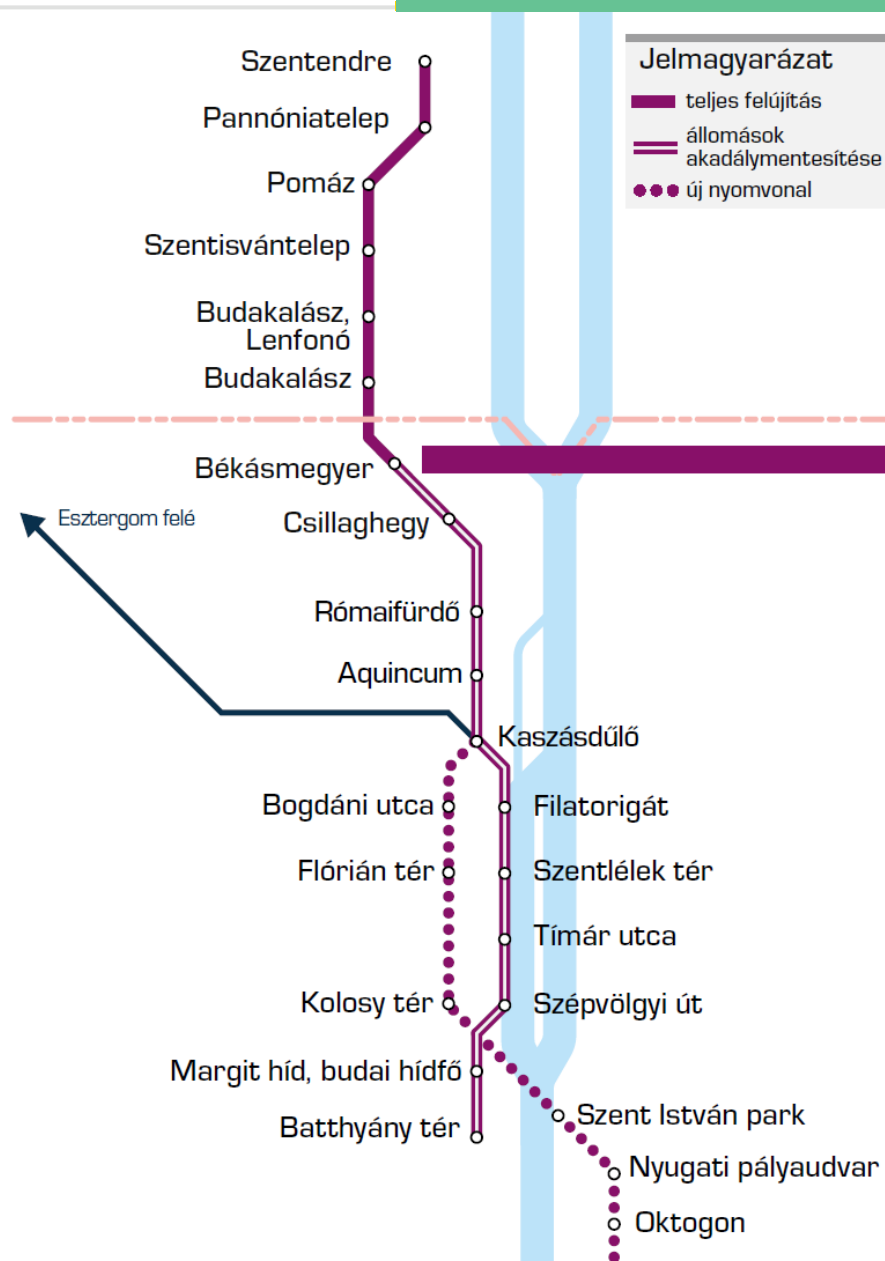 Jelmagyarázat
teljes felújítás
állomások
akadálymentesítése
új nyomvonal
Szentendre
Pannóniatelep
Pomáz
Szentisvántelep
Budakalász,
Lenfonó
Budakalász
Békásmegyer
Esztergom felé
Csillaghegy
Rómaifürdő
Aquincum
Kaszásdűlő
Bogdáni utca
Filatorigát
Flórián tér
Szentlélek tér
Tímár utca
Kolosy tér
Szépvölgyi út
Margit híd, budai hídfő
Szent István park
Batthyány tér
Nyugati pályaudvar
Oktogon